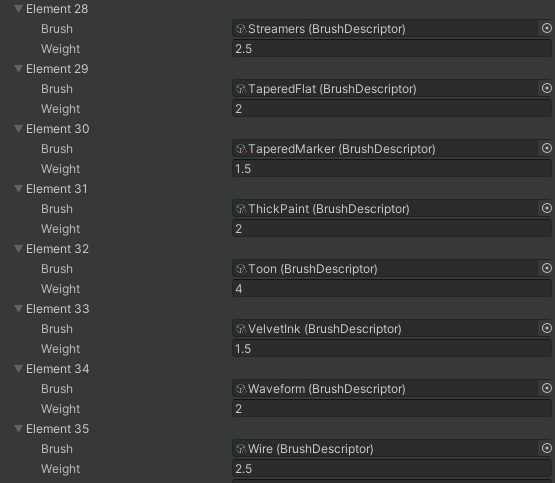 Element 28
Brush Streamers (BrushDescriptor)
Weight 2.5
Element 29
Brush TaperedFlat (BrushDescriptor)
Weight 2
Element 30
Brush TaperedMarker (BrushDescriptor)
Weight 1.5
Element 31
Brush ThickPaint (BrushDescriptor)
Weight 2
Element 32
Brush Toon (BrushDescriptor)
Weight 4
Element 33
Brush VelvetInk (BrushDescriptor)
Weight 1.5
Element 34
Brush Waveform (BrushDescriptor)
Weight 2
Element 35
Brush Wire (BrushDescriptor)
Weight 2.5